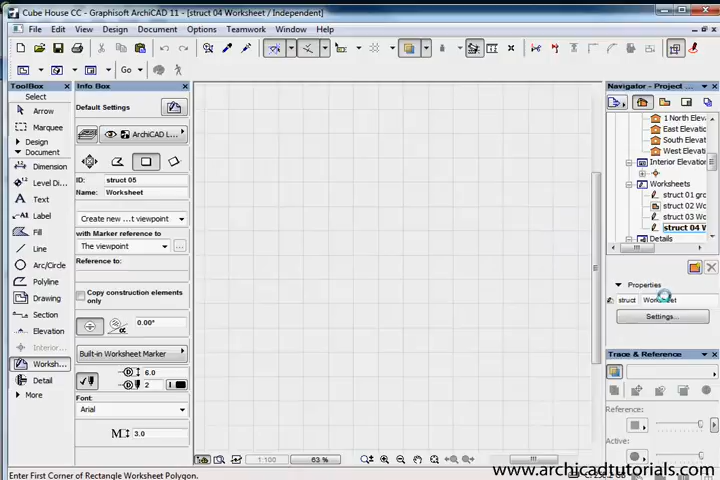 Cube House CC - Graphisoft ArchiCAD 11 - [struct 04 Worksheet / Independent]
File Edit View Design Document Options Teamwork Window Help
Go
ToolBox
Select
Arrow
Marquee
Design
Document
Dimension
Level Di...
Text
Label
Fill
Line
Arc/Circle
Polyline
Drawing
Section
Elevation
Interior...
Worksh...
Detail
More
Info Box
Default Settings
ArchiCAD L...
ID: struct 05
Name: Worksheet
Create new ...t viewpoint
with Marker reference to
The viewpoint
Reference to:
Copy construction elements only
0.00°
Built-in Worksheet Marker
6.0
2
1
Font:
Arial
M 3.0
1:100
63 %
Navigator - Project ...
1 North Eleva
East Elevatio
South Elevati
West Elevatio
Interior Elevation
Worksheets
struct 01 gro
struct 02 Wo
struct 03 Wo
struct 04 W
Details
Properties
struct Worksheet
Settings...
Trace & Reference
Reference:
Active:
Enter First Corner of Rectangle Worksheet Polygon.
www.archicadtutorials.com